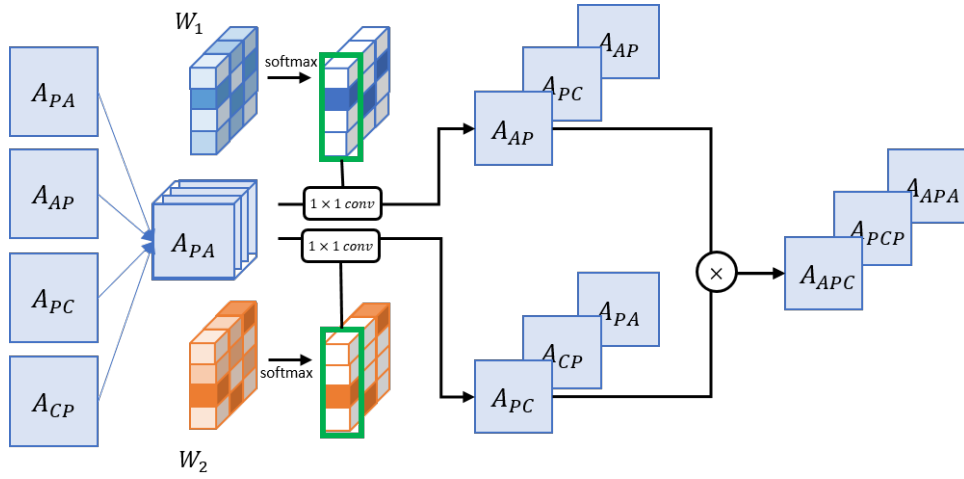 A_{PA}
A_{AP}
A_{PC}
A_{CP}
A_{PA}
W_1
softmax
1 × 1 conv
1 × 1 conv
softmax
W_2
A_{AP}
A_{PC}
A_{AP}
A_{PA}
A_{CP}
A_{PC}
×
A_{APA}
A_{PCP}
A_{APC}